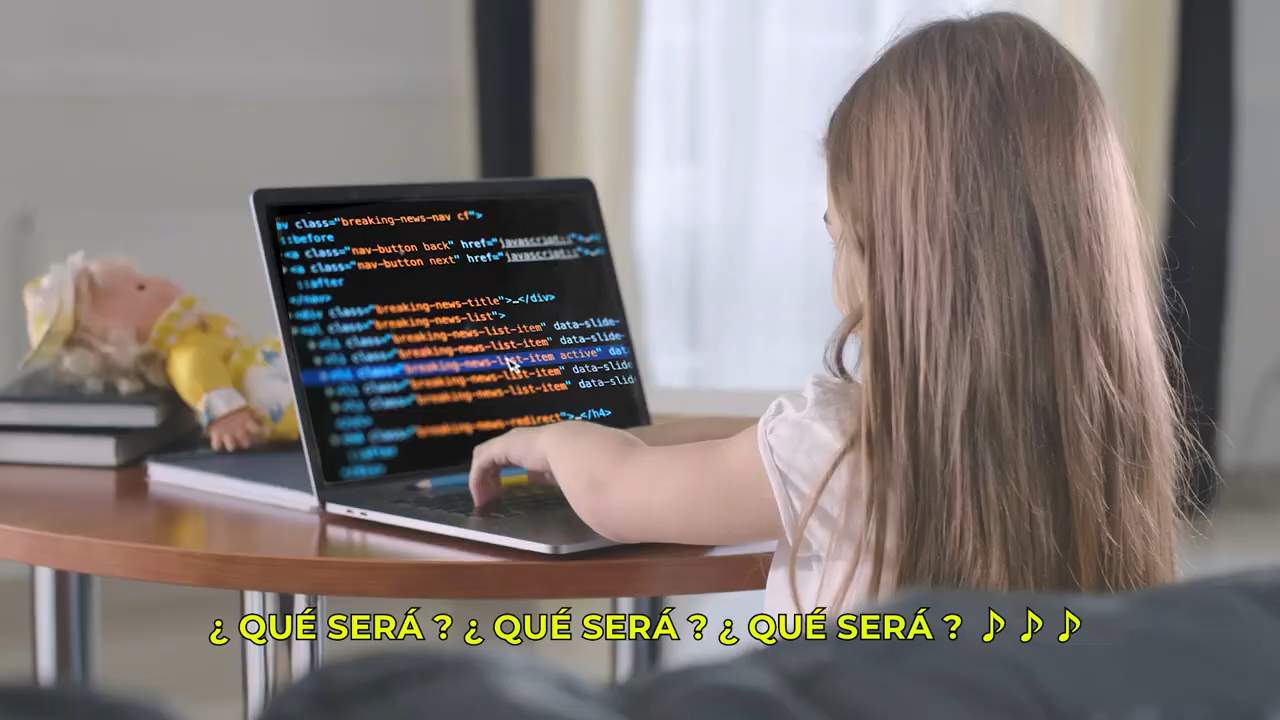 v class="breaking-news-nav cf">
::before
<a class="nav-button back" href="javascript:;"
<a class="nav-button next" href="javascript:;"
::after
</nav>
<div class="breaking-news-title">…</div>
class="breaking-news-list">
class="breaking-news-list-item" data-slide-
class="breaking-news-list-item" data-slide-
class="breaking-news-list-item active" dat
class="breaking-news-list-item" data-slide
class="breaking-news-list-item" data-slid
"breaking-news-redirect">…</h4>
¿ QUÉ SERÁ ? ¿ QUÉ SERÁ ? ¿ QUÉ SERÁ ? ♪ ♪ ♪